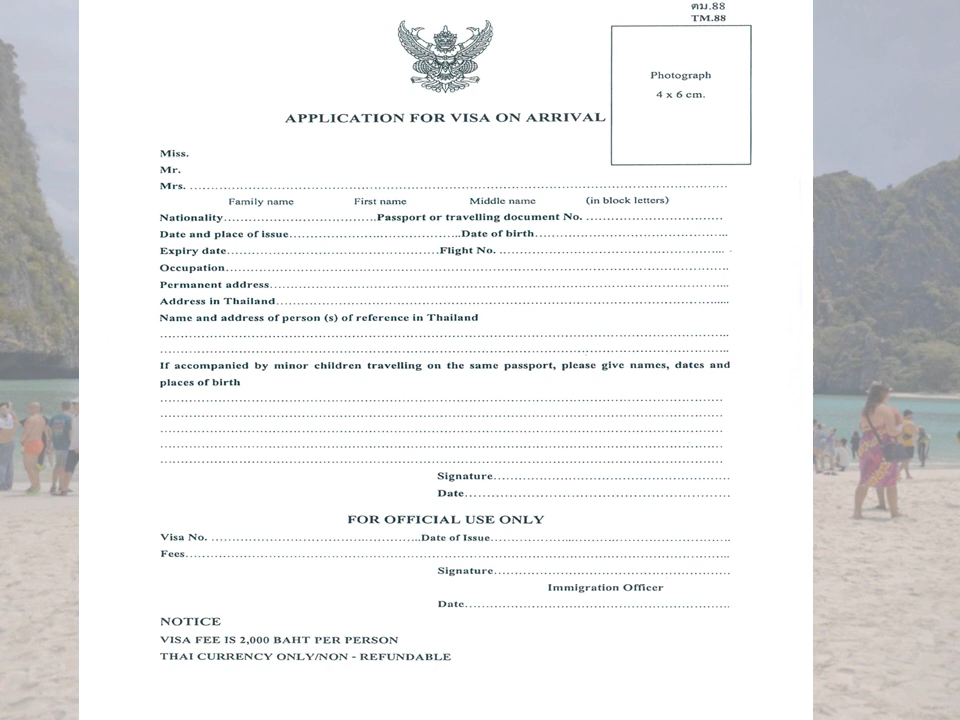 ตม.88
TM.88
Photograph
4 x 6 cm.
APPLICATION FOR VISA ON ARRIVAL
Miss.
Mr.
Mrs. ........................................................................................................................
Family name First name Middle name (in block letters)
Nationality....................................Passport or travelling document No. ................................
Date and place of issue........................................Date of birth............................................
Expiry date..................................................Flight No. ....................................................
Occupation..................................................................................................................
Permanent address.......................................................................................................
Address in Thailand......................................................................................................
Name and address of person (s) of reference in Thailand
................................................................................................................................
................................................................................................................................
If accompanied by minor children travelling on the same passport, please give names, dates and
places of birth
................................................................................................................................
................................................................................................................................
................................................................................................................................
................................................................................................................................
................................................................................................................................
Signature......................................................
Date............................................................
FOR OFFICIAL USE ONLY
Visa No. ..................................................Date of Issue......................................................
Fees..........................................................................................................................
Signature......................................................
Immigration Officer
Date............................................................
NOTICE
VISA FEE IS 2,000 BAHT PER PERSON
THAI CURRENCY ONLY/NON - REFUNDABLE